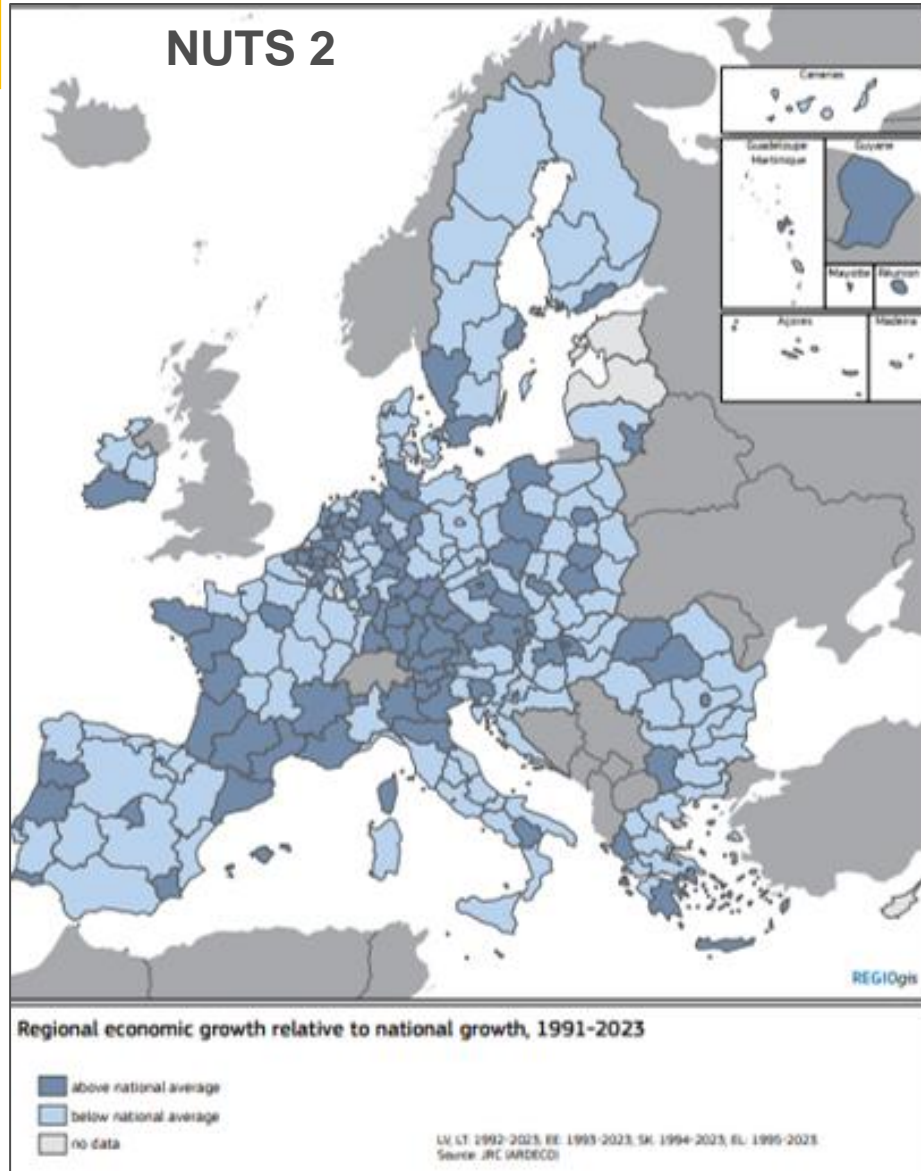 NUTS 2
Canarias
Guadeloupe
Martinique
Guyane
Mayotte
Réunion
Açores
Madeira
REGIOgis
Regional economic growth relative to national growth, 1991-2023
above national average
below national average
no data
LV, LT: 1992-2023; EE: 1993-2023; SK: 1994-2023; EL: 1995-2023
Source: JRC (ARDECO)